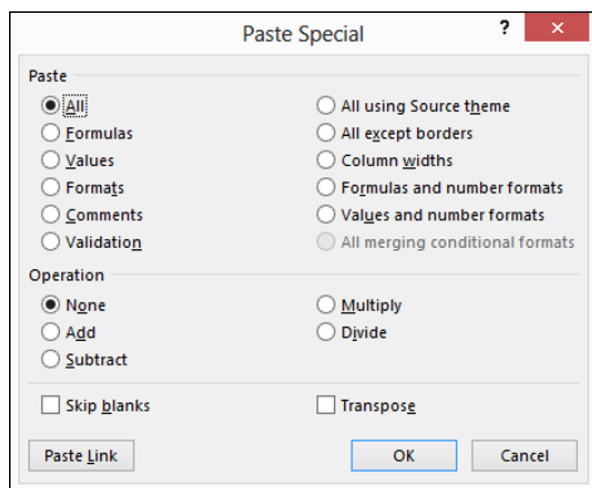 Paste Special ?
Paste
All
Formulas
Values
Formats
Comments
Validation
All using Source theme
All except borders
Column widths
Formulas and number formats
Values and number formats
All merging conditional formats
Operation
None
Add
Subtract
Multiply
Divide
Skip blanks
Transpose
Paste Link
OK
Cancel